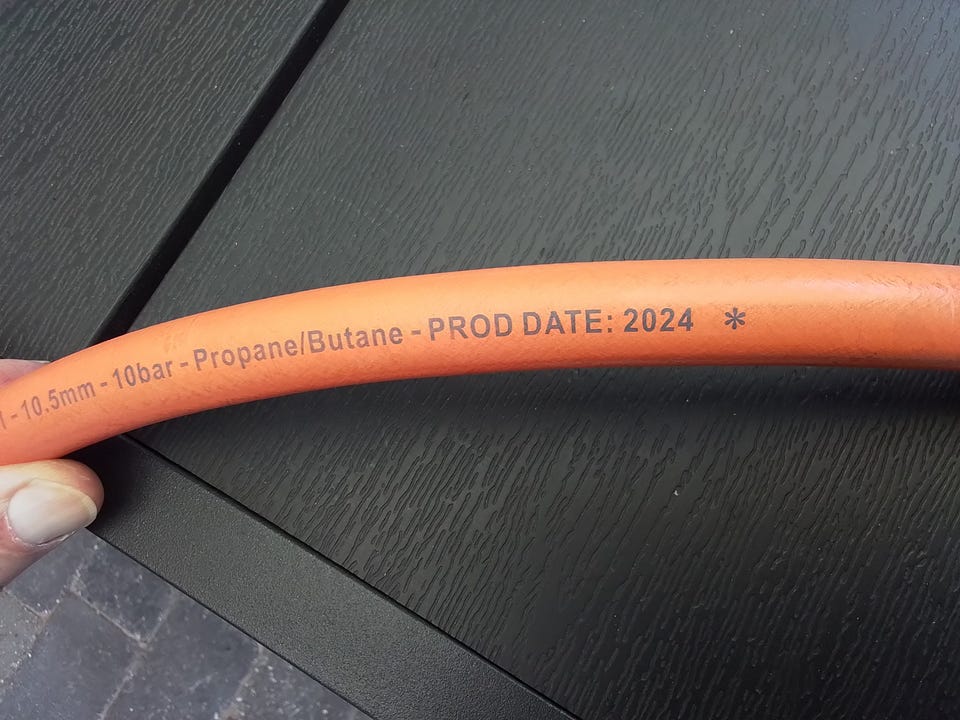 - 10.5mm - 10bar - Propane/Butane - PROD DATE: 2024 *